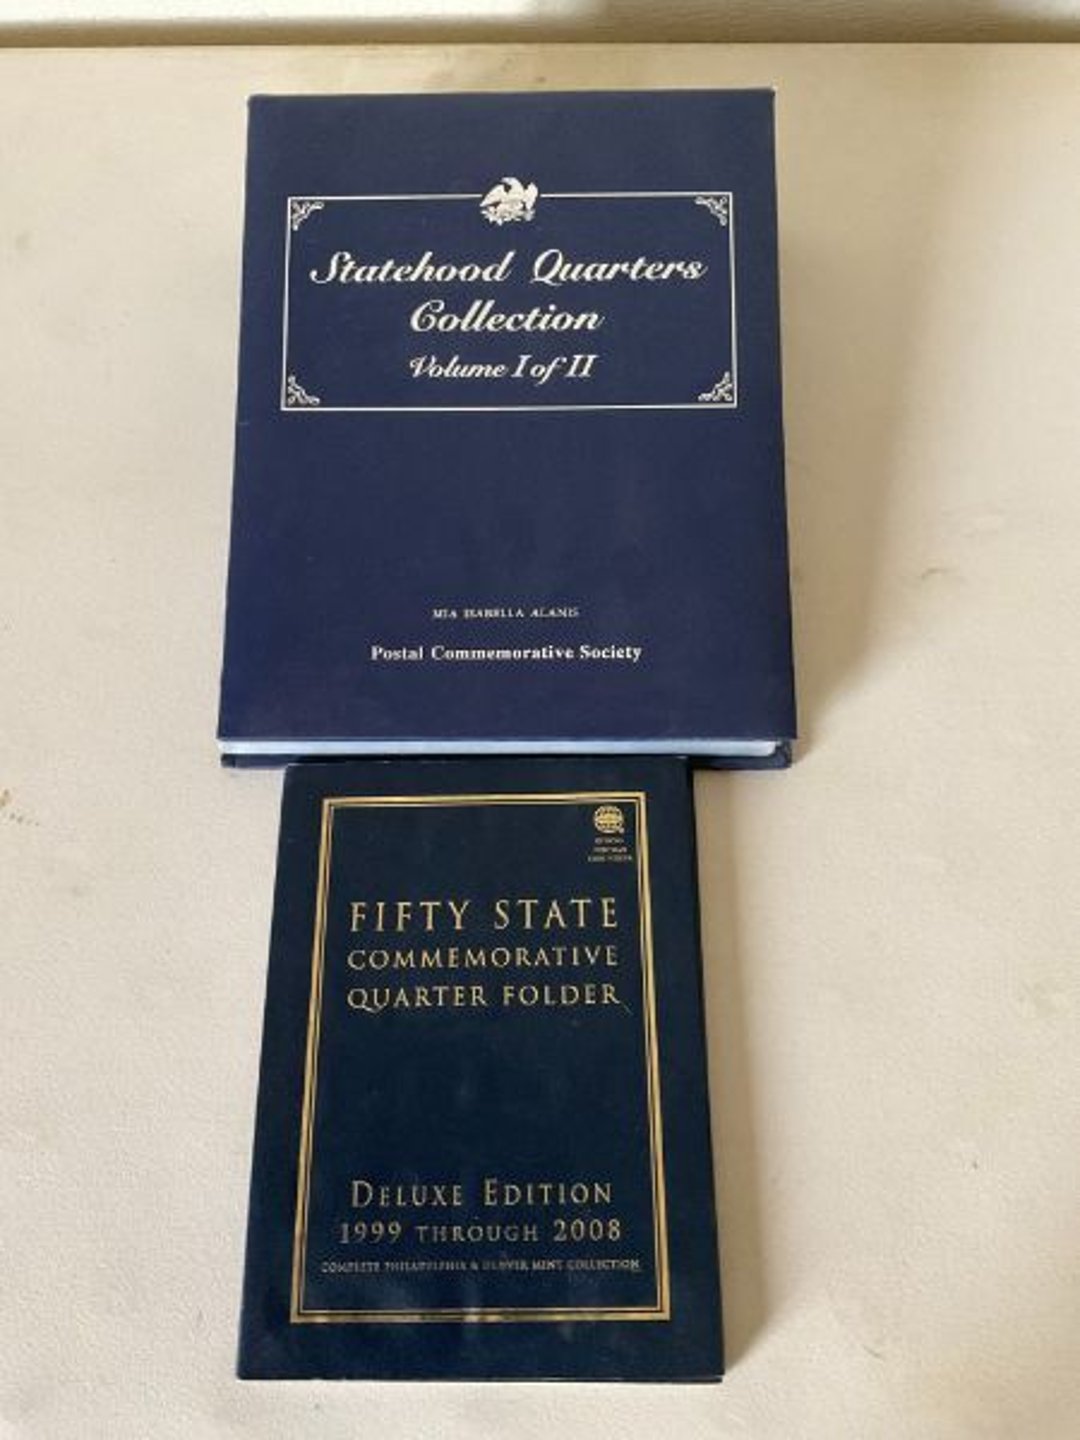 Statehood Quarters
Collection
Volume I of II
MIA ISABELLA ALANIS
Postal Commemorative Society
FIFTY STATE
COMMEMORATIVE
QUARTER FOLDER
DELUXE EDITION
1999 THROUGH 2008
COMPLETE PHILADELPHIA & DENVER MINT COLLECTION